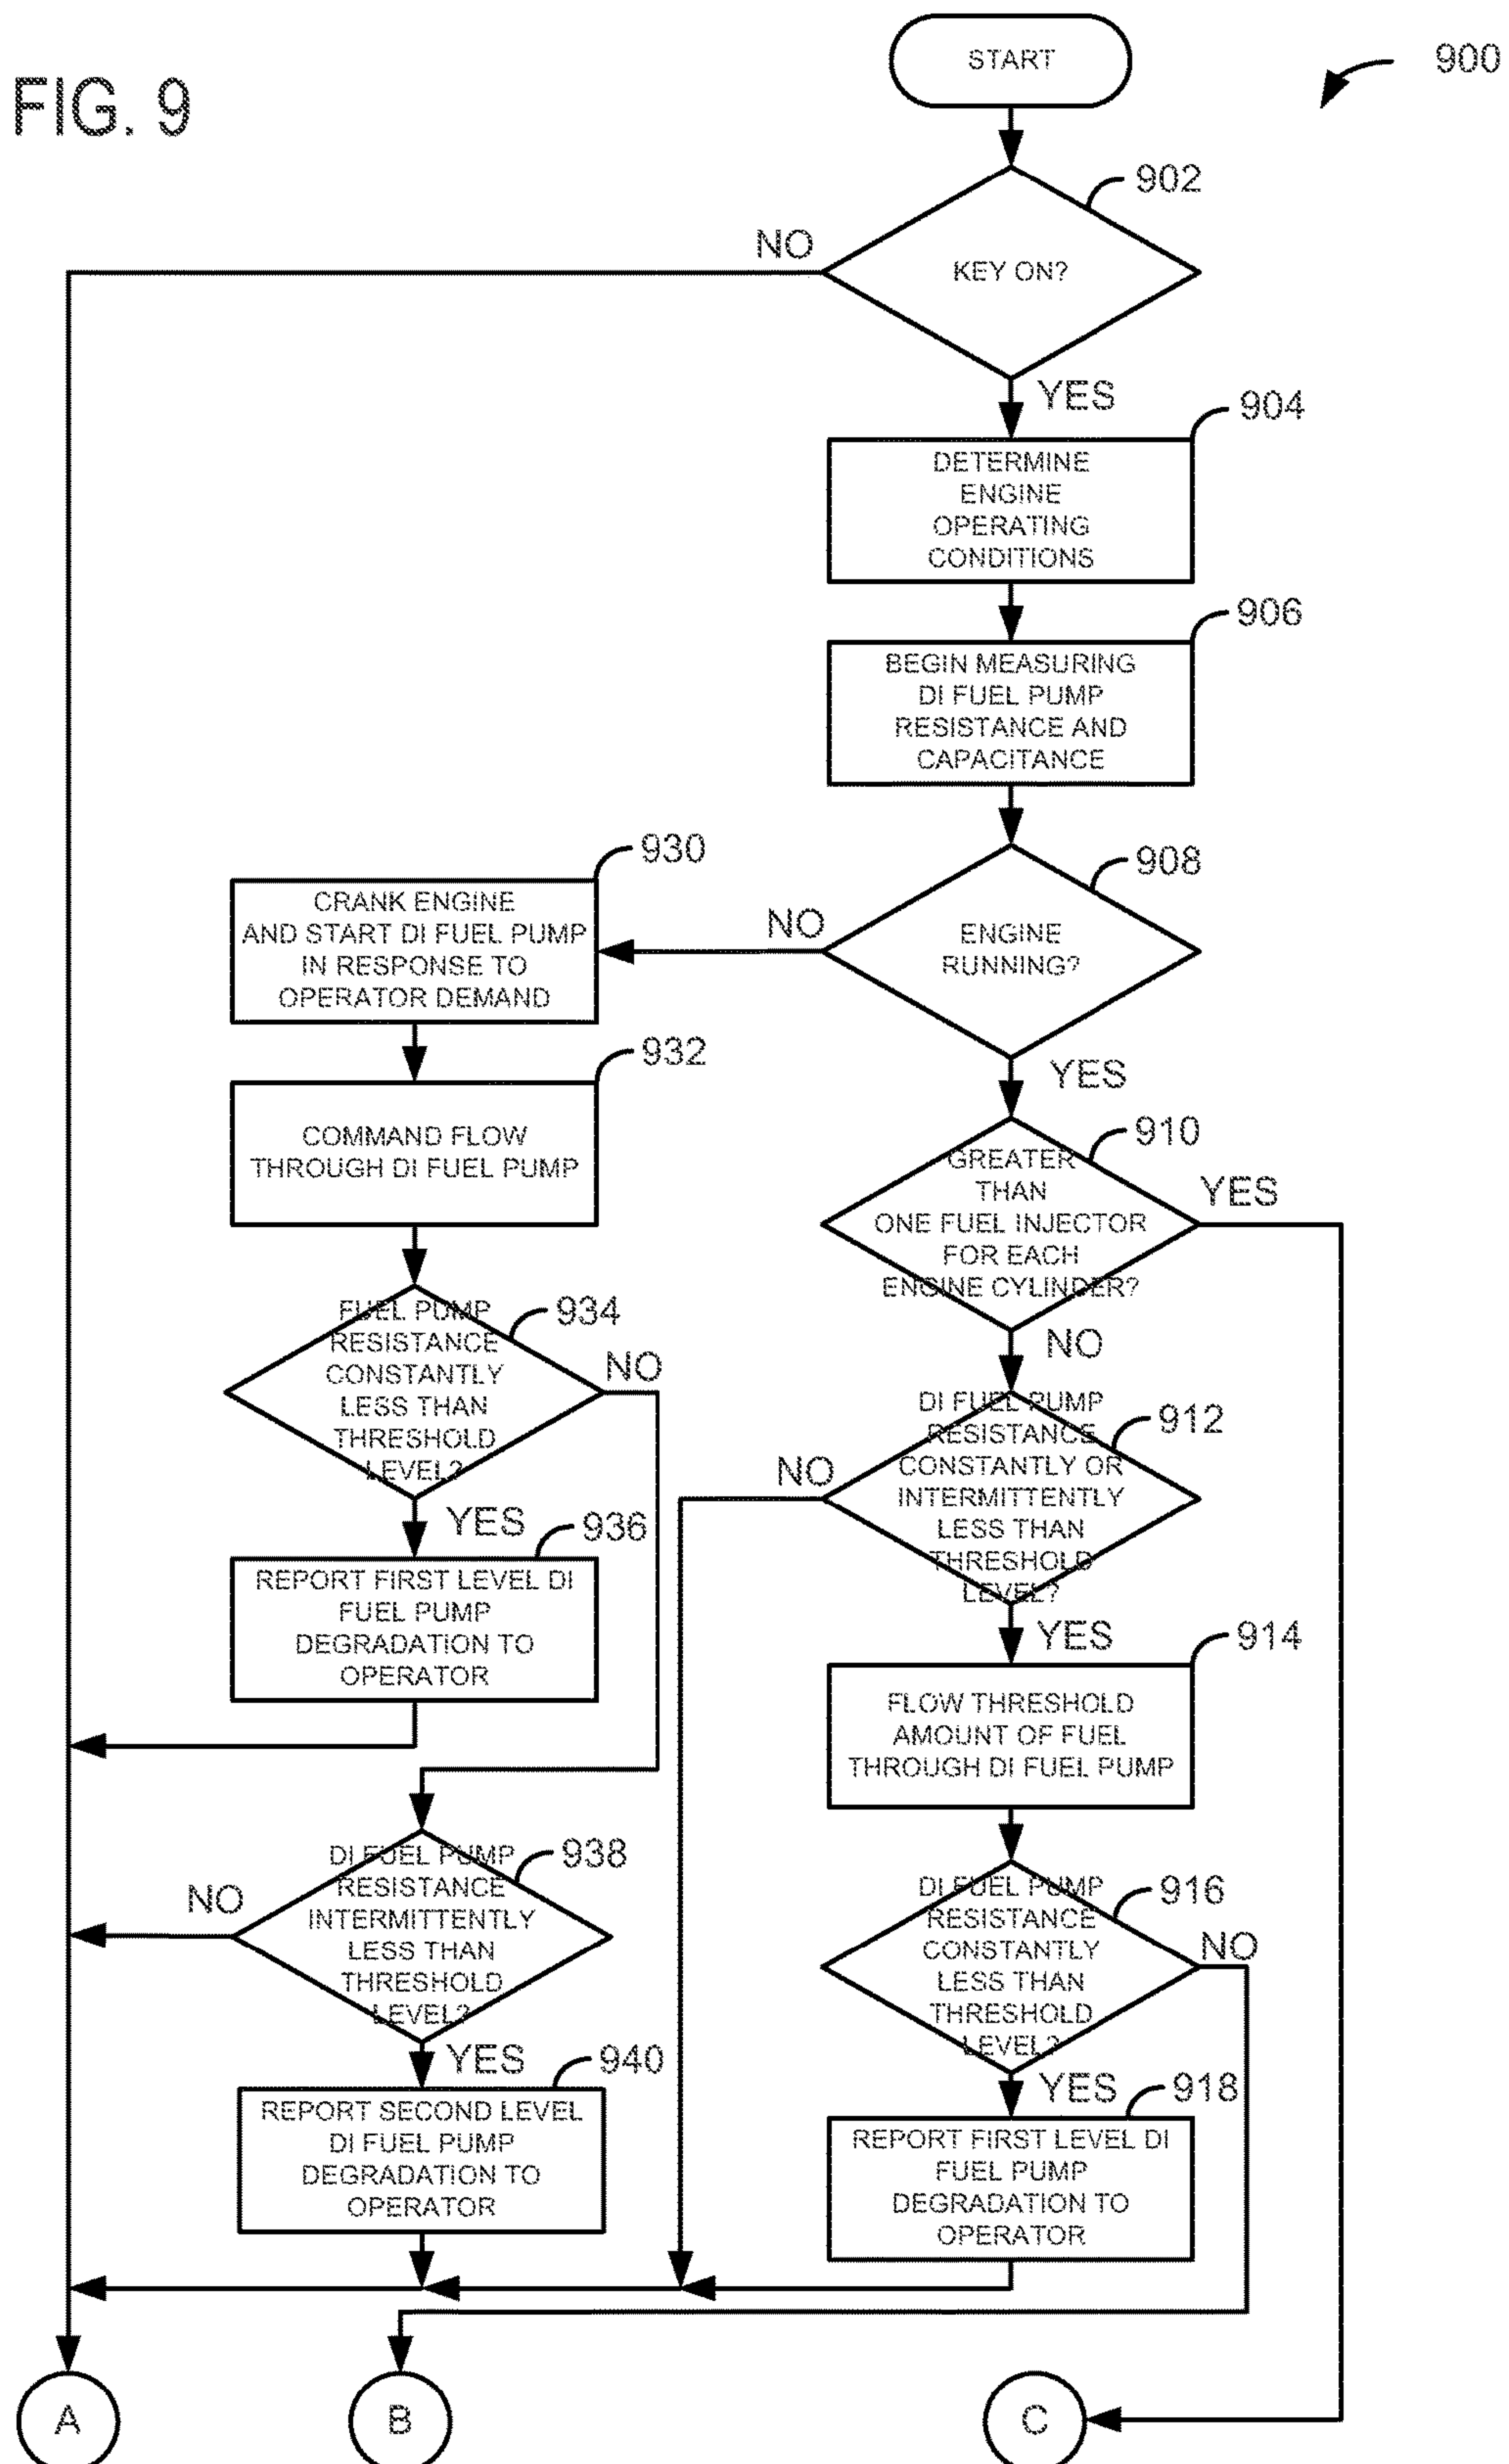 FIG. 9
START
900
902
NO
KEY ON?
YES
904
DETERMINE
ENGINE
OPERATING
CONDITIONS
906
BEGIN MEASURING
DI FUEL PUMP
RESISTANCE AND
CAPACITANCE
908
NO
ENGINE
RUNNING?
YES
930
CRANK ENGINE
AND START DI FUEL PUMP
IN RESPONSE TO
OPERATOR DEMAND
932
COMMAND FLOW
THROUGH DI FUEL PUMP
934
FUEL PUMP
RESISTANCE
CONSTANTLY
LESS THAN
THRESHOLD
LEVEL?
NO
YES
936
REPORT FIRST LEVEL DI
FUEL PUMP
DEGRADATION TO
OPERATOR
938
DI FUEL PUMP
RESISTANCE
INTERMITTENTLY
LESS THAN
THRESHOLD
LEVEL?
NO
YES
940
REPORT SECOND LEVEL
DI FUEL PUMP
DEGRADATION TO
OPERATOR
910
GREATER
THAN
ONE FUEL INJECTOR
FOR EACH
ENGINE CYLINDER?
YES
NO
912
DI FUEL PUMP
RESISTANCE
CONSTANTLY OR
INTERMITTENTLY
LESS THAN
THRESHOLD
LEVEL?
NO
YES
914
FLOW THRESHOLD
AMOUNT OF FUEL
THROUGH DI FUEL PUMP
916
DI FUEL PUMP
RESISTANCE
CONSTANTLY
LESS THAN
THRESHOLD
LEVEL?
NO
YES
918
REPORT FIRST LEVEL DI
FUEL PUMP
DEGRADATION TO
OPERATOR
A
B
C